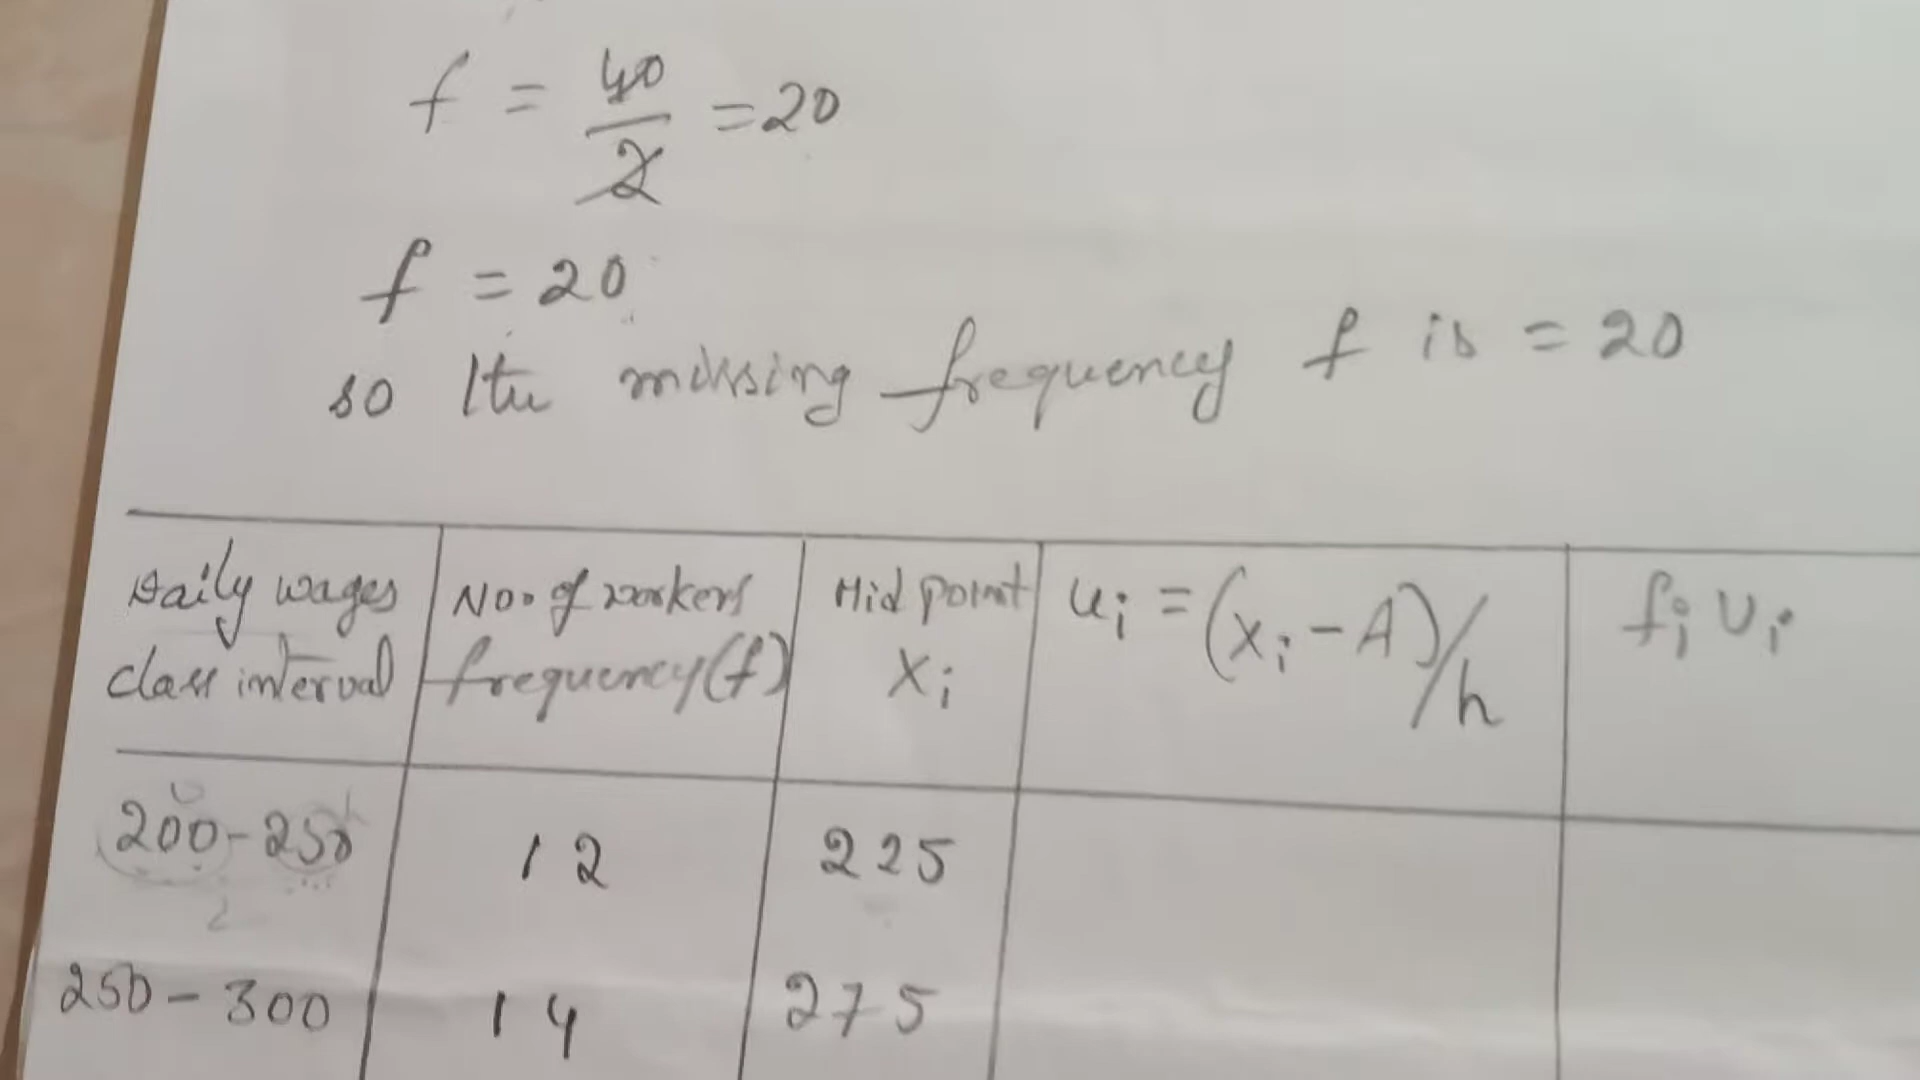 f = 40/2 = 20
f = 20
so the missing frequency f is = 20
Daily wages class interval | No. of workers frequency (f) | Mid point xi | ui = (xi - A)/h | fi ui
200 - 250 | 12 | 225
250 - 300 | 14 | 275